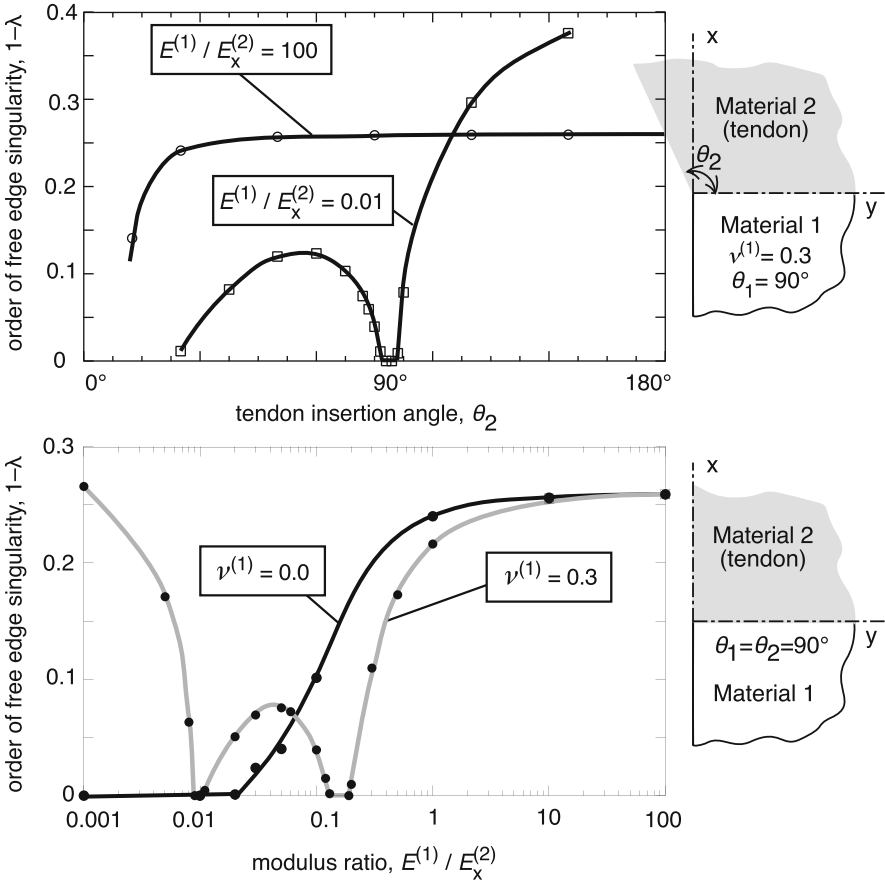 order of free edge singularity, 1–λ
0.4
0.3
0.2
0.1
0
E(1) / Ex(2) = 100
E(1) / Ex(2) = 0.01
0°
90°
180°
tendon insertion angle, θ2
x
Material 2
(tendon)
θ2
y
Material 1
ν(1)= 0.3
θ1= 90°
order of free edge singularity, 1–λ
0.3
0.2
0.1
0
ν(1) = 0.0
ν(1) = 0.3
0.001
0.01
0.1
1
10
100
modulus ratio, E(1) / Ex(2)
x
Material 2
(tendon)
y
θ1=θ2=90°
Material 1